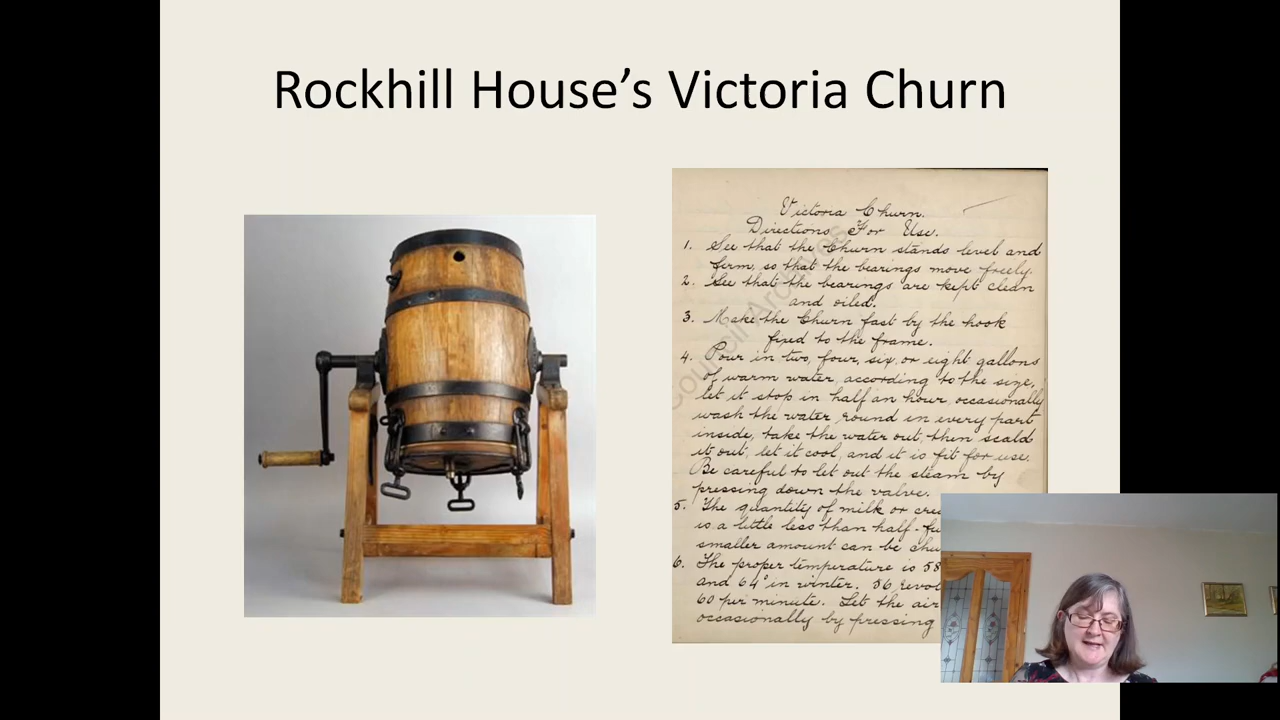 Rockhill House's Victoria Churn
Victoria Churn.
Directions For Use.
1. See that the Churn stands level and
firm, so that the bearings move freely.
2. See that the bearings are kept clean
and oiled.
3. Make the Churn fast by the hook
fixed to the frame.
4. Pour in two, four, six, or eight gallons
of warm water, according to the size,
let it stop in half an hour occasionally
wash the water round in every part
inside, take the water out, then scald
it out, let it cool, and it is fit for use.
Be careful to let out the steam by
pressing down the valve.
5. The quantity of milk or
is a little less than half-
smaller amount can be
6. The proper temperature is 58
and 64° in winter.
60 per minute. Let the air
occasionally by pressing
Council Archives